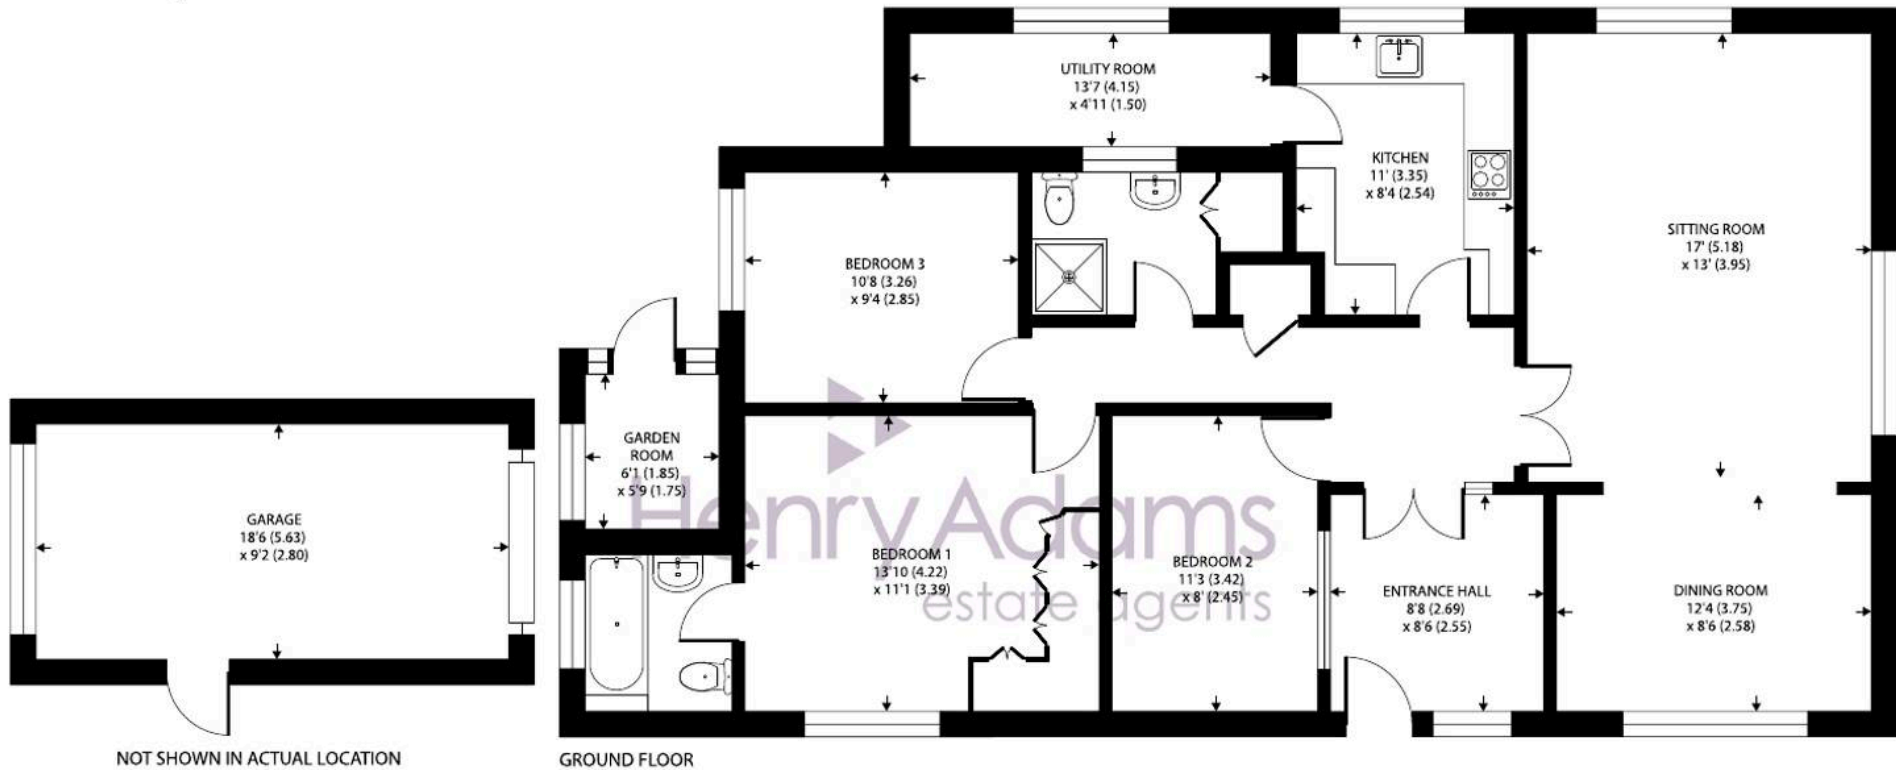 UTILITY ROOM
13'7 (4.15)
x 4'11 (1.50)
KITCHEN
11' (3.35)
x 8'4 (2.54)
SITTING ROOM
17' (5.18)
x 13' (3.95)
BEDROOM 3
10'8 (3.26)
x 9'4 (2.85)
GARDEN
ROOM
6'1 (1.85)
x 5'9 (1.75)
GARAGE
18'6 (5.63)
x 9'2 (2.80)
BEDROOM 1
13'10 (4.22)
x 11'1 (3.39)
BEDROOM 2
11'3 (3.42)
x 8' (2.45)
ENTRANCE HALL
8'8 (2.69)
x 8'6 (2.55)
DINING ROOM
12'4 (3.75)
x 8'6 (2.58)
Henry Adams
estate agents
NOT SHOWN IN ACTUAL LOCATION
GROUND FLOOR